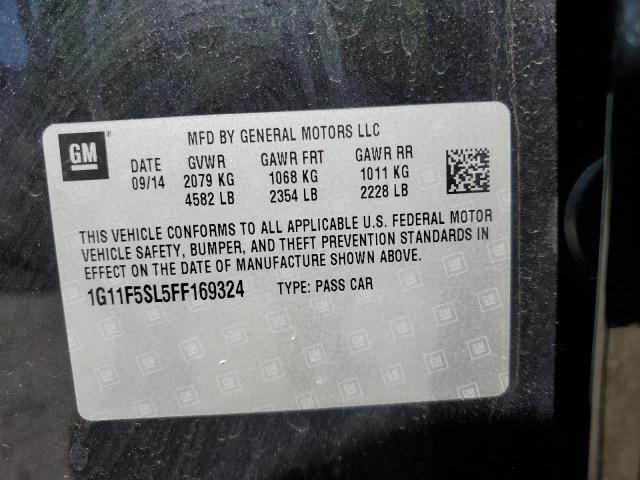 GM ®
MFD BY GENERAL MOTORS LLC
DATE GVWR GAWR FRT GAWR RR
09/14 2079 KG 1068 KG 1011 KG
4582 LB 2354 LB 2228 LB
THIS VEHICLE CONFORMS TO ALL APPLICABLE U.S. FEDERAL MOTOR
VEHICLE SAFETY, BUMPER, AND THEFT PREVENTION STANDARDS IN
EFFECT ON THE DATE OF MANUFACTURE SHOWN ABOVE.
1G11F5SL5FF169324 TYPE: PASS CAR